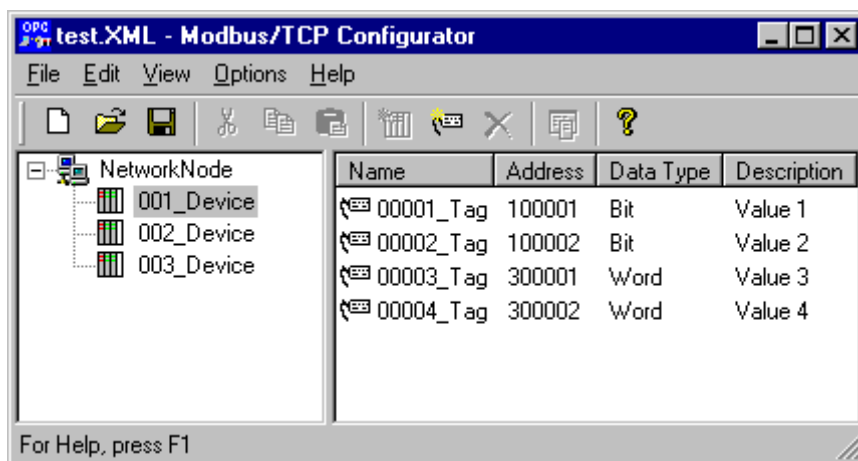 test.XML - Modbus/TCP Configurator
File Edit View Options Help
NetworkNode
001_Device
002_Device
003_Device
Name Address Data Type Description
00001_Tag 100001 Bit Value 1
00002_Tag 100002 Bit Value 2
00003_Tag 300001 Word Value 3
00004_Tag 300002 Word Value 4
For Help, press F1